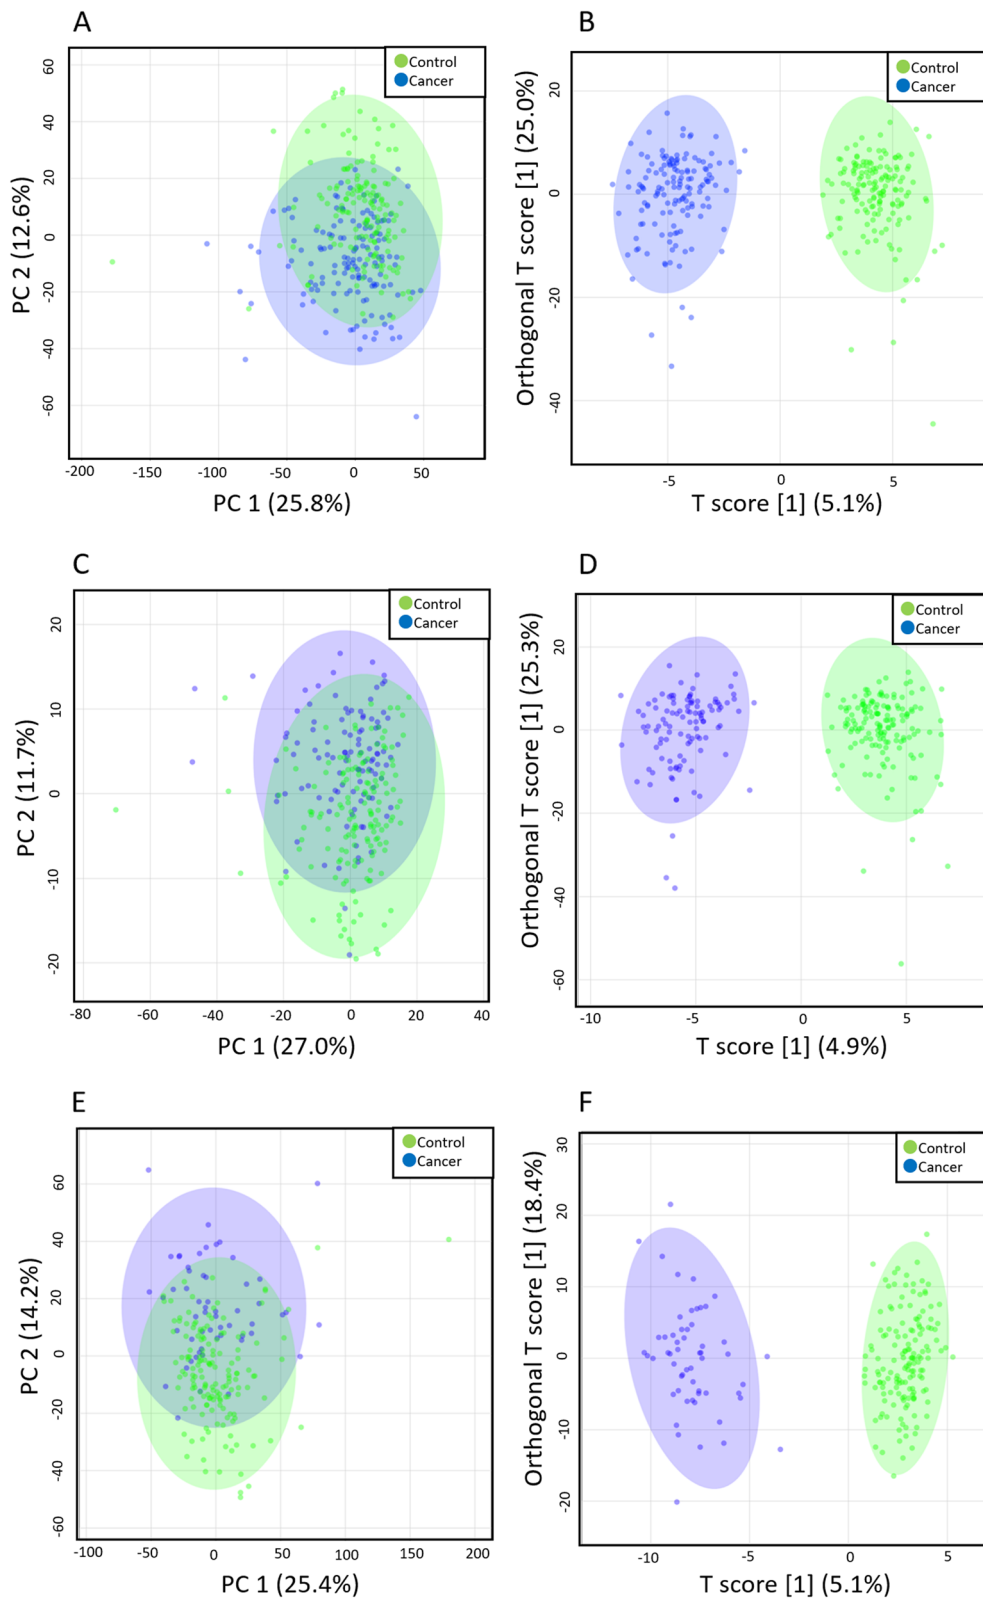 A
Control
Cancer
60
40
20
0
-20
-40
-60
PC 2 (12.6%)
-200 -150 -100 -50 0 50
PC 1 (25.8%)
B
Control
Cancer
20
0
-20
-40
Orthogonal T score [1] (25.0%)
-5 0 5
T score [1] (5.1%)
C
Control
Cancer
20
10
0
-10
-20
PC 2 (11.7%)
-80 -60 -40 -20 0 20 40
PC 1 (27.0%)
D
Control
Cancer
20
0
-20
-40
-60
Orthogonal T score [1] (25.3%)
-10 -5 0 5
T score [1] (4.9%)
E
Control
Cancer
60
40
20
0
-20
-40
-60
PC 2 (14.2%)
-100 -50 0 50 100 150 200
PC 1 (25.4%)
F
Control
Cancer
30
20
10
0
-10
-20
Orthogonal T score [1] (18.4%)
-10 -5 0 5
T score [1] (5.1%)